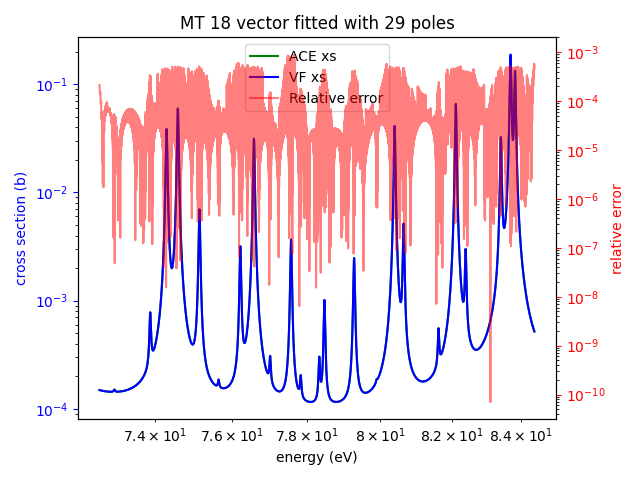 MT 18 vector fitted with 29 poles
ACE xs
VF xs
Relative error
cross section (b)
10⁻¹
10⁻²
10⁻³
10⁻⁴
relative error
10⁻³
10⁻⁴
10⁻⁵
10⁻⁶
10⁻⁷
10⁻⁸
10⁻⁹
10⁻¹⁰
7.4 × 10¹ 7.6 × 10¹ 7.8 × 10¹ 8 × 10¹ 8.2 × 10¹ 8.4 × 10¹
energy (eV)